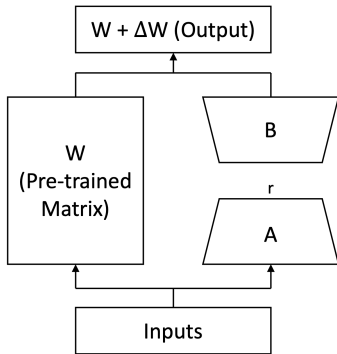 W + ΔW (Output)
W
(Pre-trained
Matrix)
B
r
A
Inputs